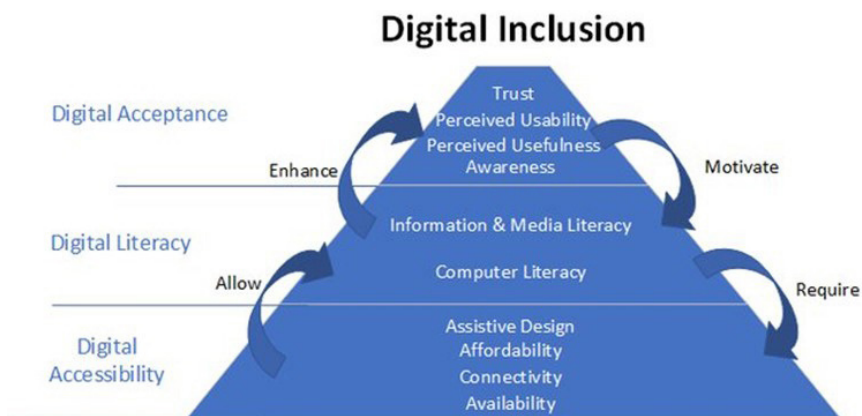 Digital Inclusion
Digital Acceptance
Trust
Perceived Usability
Perceived Usefulness
Awareness
Enhance
Motivate
Digital Literacy
Information & Media Literacy
Computer Literacy
Allow
Require
Digital
Accessibility
Assistive Design
Affordability
Connectivity
Availability